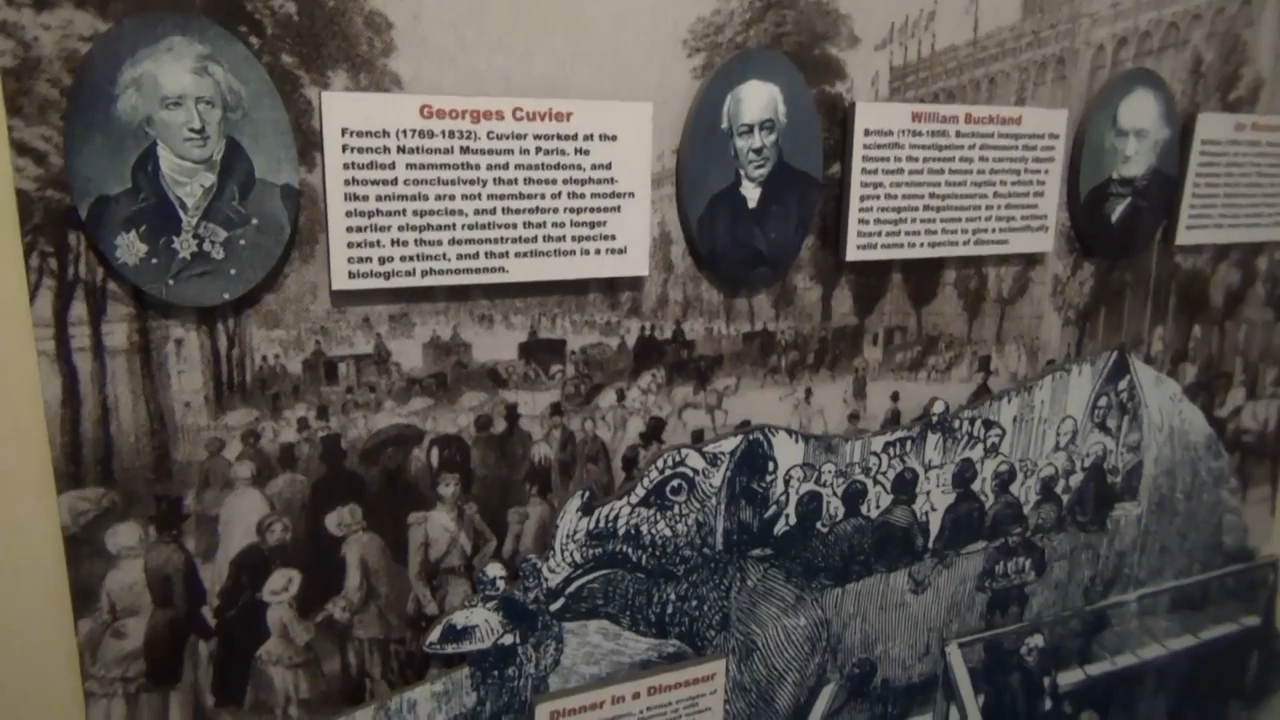 Georges Cuvier
French (1769-1832). Cuvier worked at the
French National Museum in Paris. He
studied mammoths and mastodons, and
showed conclusively that these elephant-
like animals are not members of the modern
elephant species, and therefore represent
earlier elephant relatives that no longer
exist. He thus demonstrated that species
can go extinct, and that extinction is a real
biological phenomenon.
William Buckland
British (1784-1856). Buckland inaugurated the
scientific investigation of dinosaurs that con-
tinues to the present day. He correctly identi-
fied teeth and limb bones as deriving from a
large, carnivorous fossil reptile to which he
gave the name Megalosaurus. Buckland did
not recognize Megalosaurus as a dinosaur.
He thought it was some sort of large, extinct
lizard and was the first to give a scientifically
valid name to a species of dinosaur.
Dinner in a Dinosaur